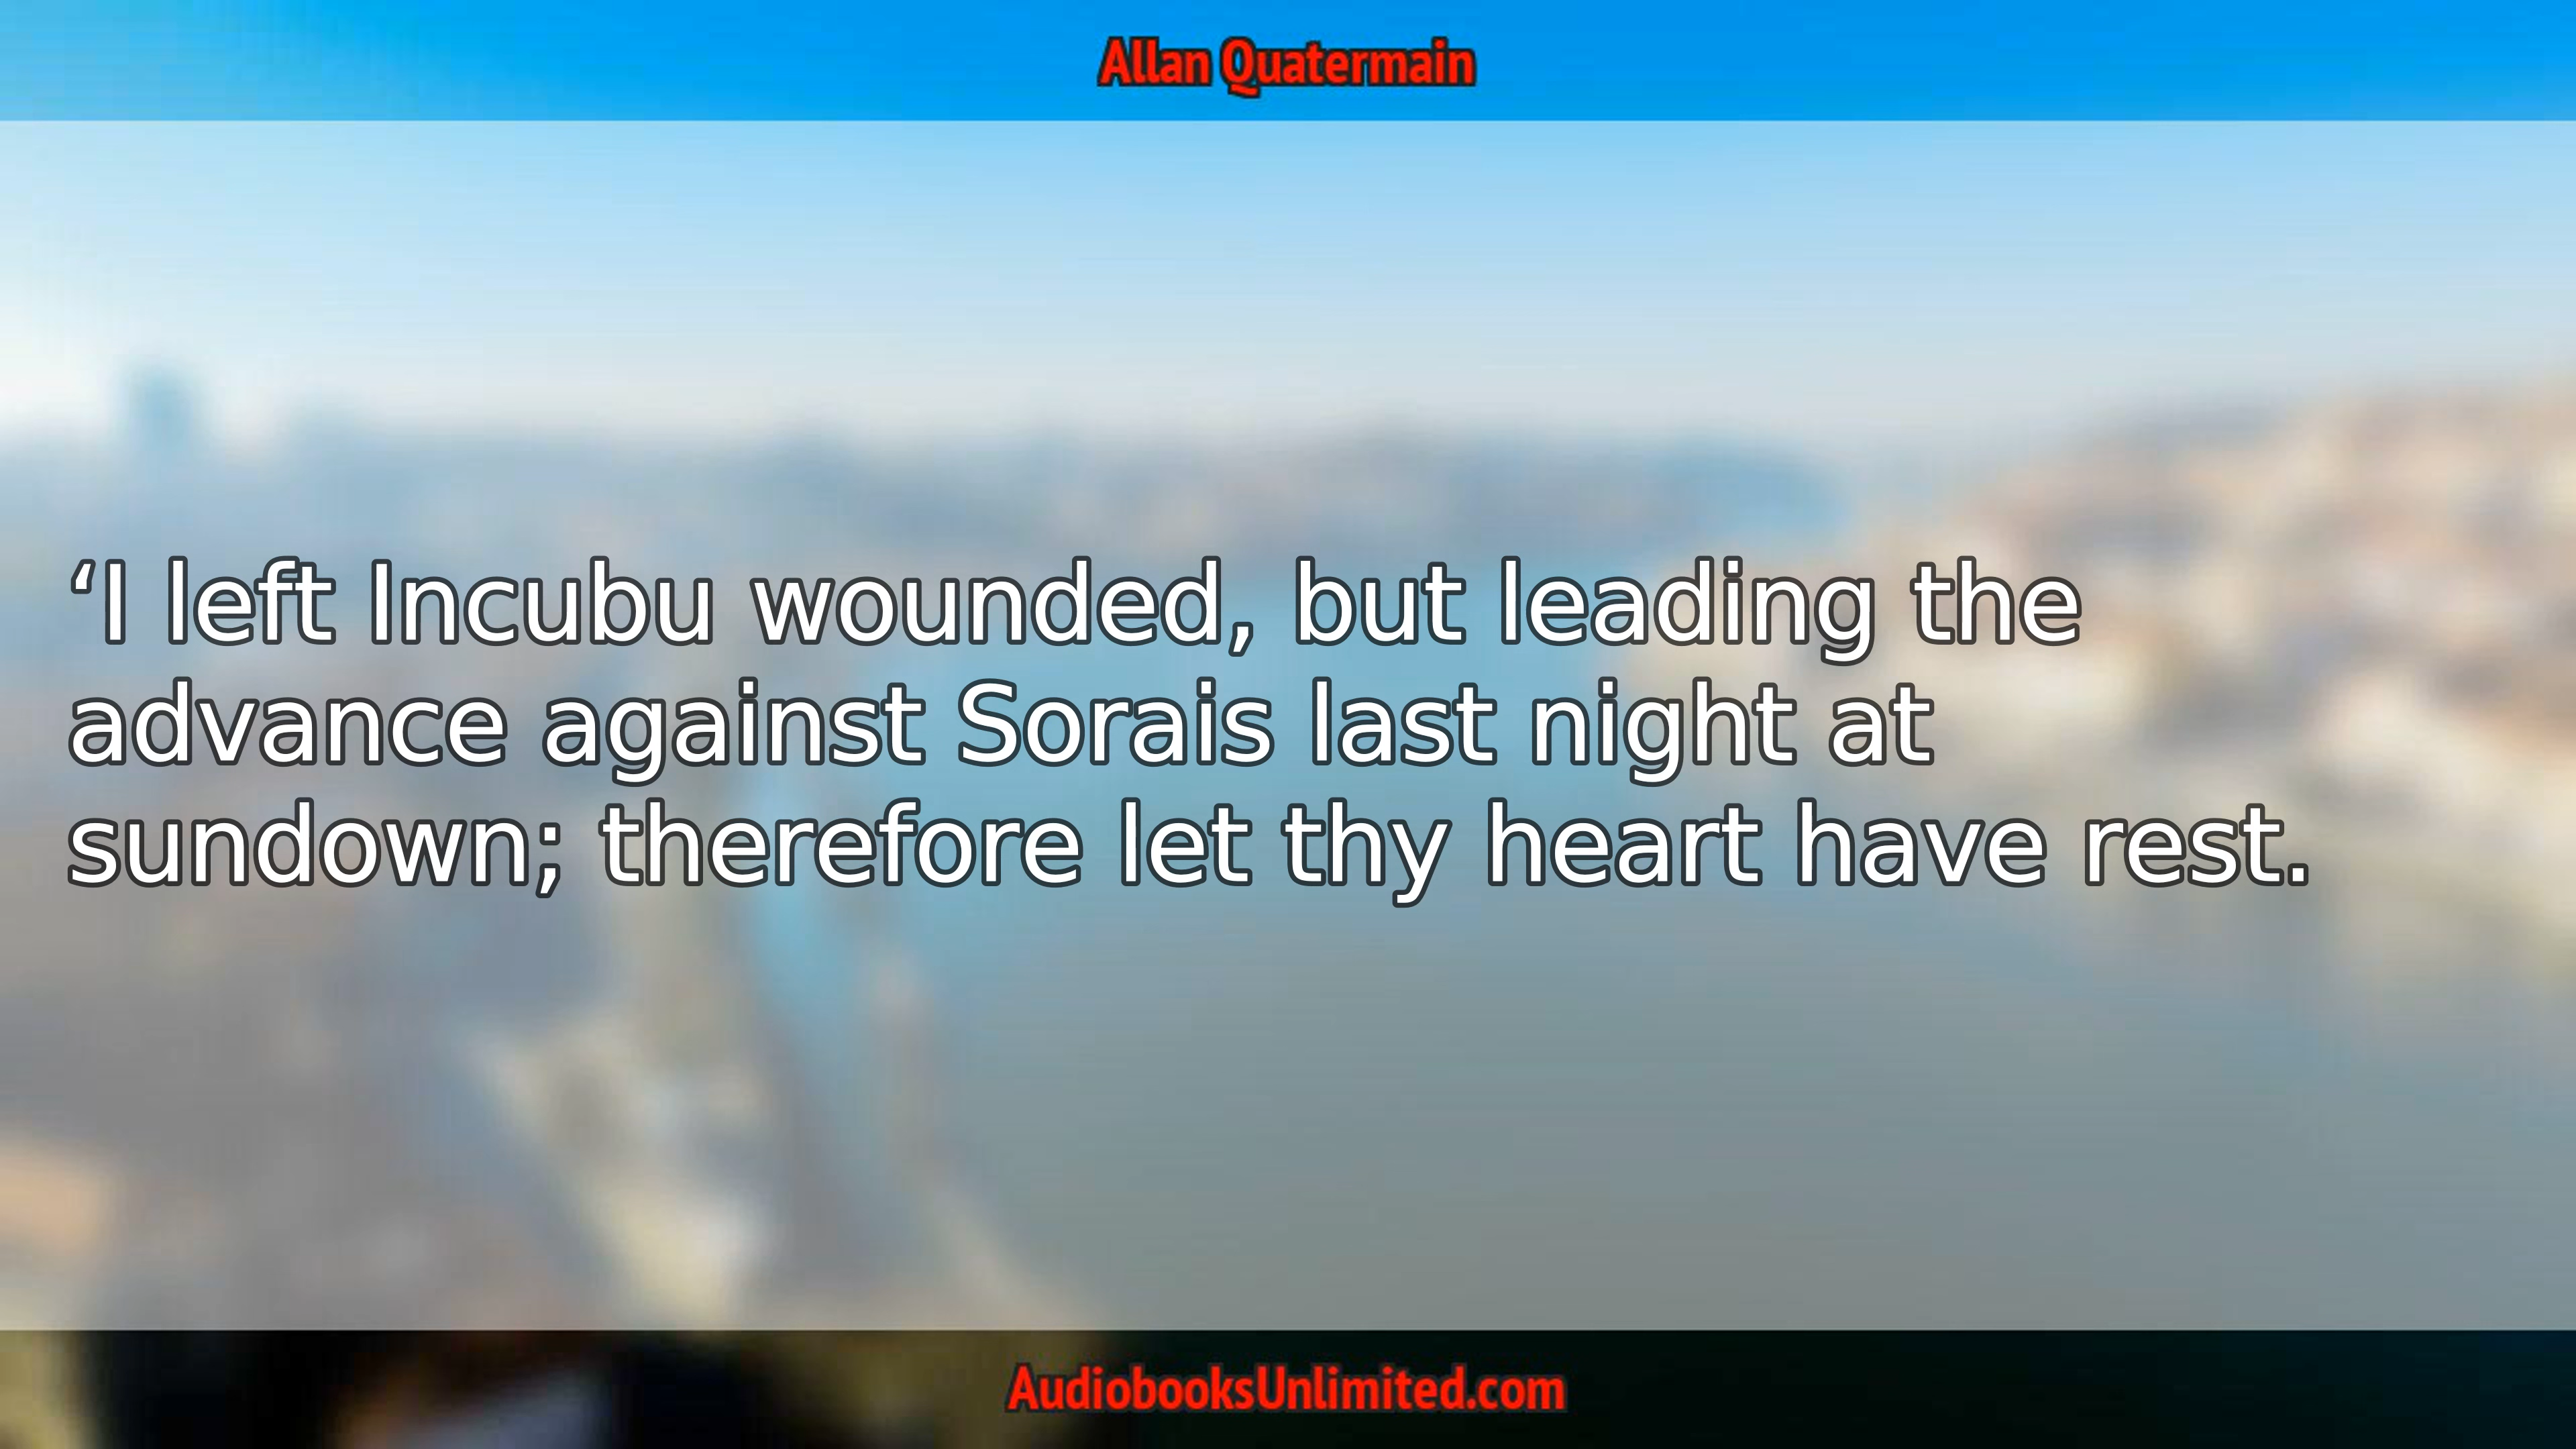 Allan Quatermain
‘I left Incubu wounded, but leading the
advance against Sorais last night at
sundown; therefore let thy heart have rest.
AudiobooksUnlimited.com